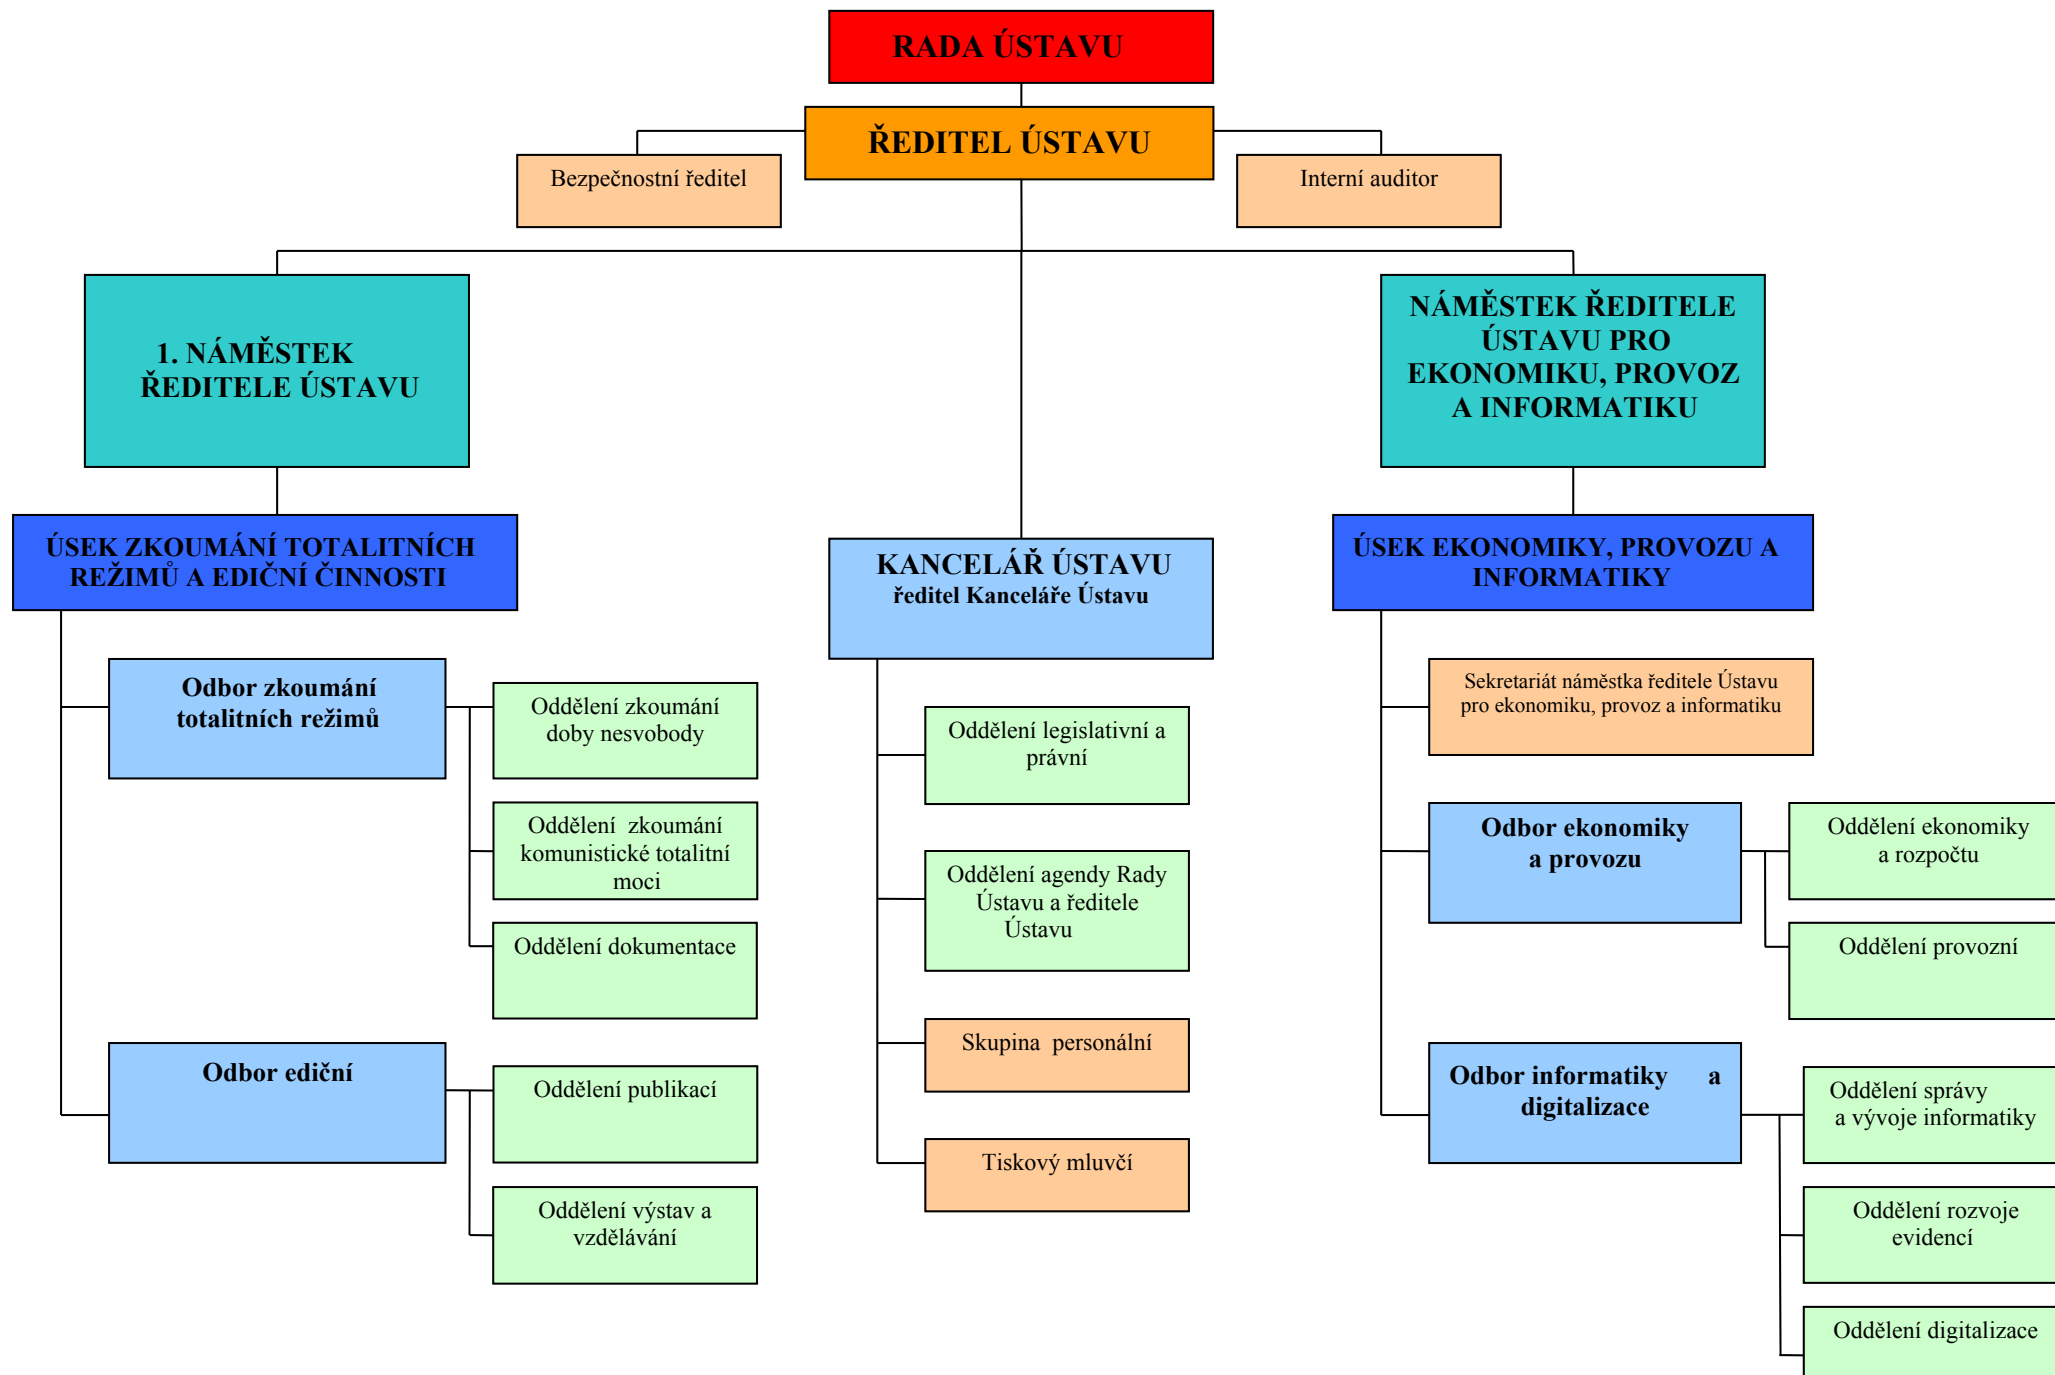 RADA ÚSTAVU
ŘEDITEL ÚSTAVU
Bezpečnostní ředitel
Interní auditor
1. NÁMĚSTEK
ŘEDITELE ÚSTAVU
NÁMĚSTEK ŘEDITELE
ÚSTAVU PRO
EKONOMIKU, PROVOZ
A INFORMATIKU
ÚSEK ZKOUMÁNÍ TOTALITNÍCH
REŽIMŮ A EDIČNÍ ČINNOSTI
Odbor zkoumání
totalitních režimů
Oddělení zkoumání
doby nesvobody
Oddělení zkoumání
komunistické totalitní
moci
Oddělení dokumentace
Odbor ediční
Oddělení publikací
Oddělení výstav a
vzdělávání
KANCELÁŘ ÚSTAVU
ředitel Kanceláře Ústavu
Oddělení legislativní a
právní
Oddělení agendy Rady
Ústavu a ředitele
Ústavu
Skupina personální
Tiskový mluvčí
ÚSEK EKONOMIKY, PROVOZU A
INFORMATIKY
Sekretariát náměstka ředitele Ústavu
pro ekonomiku, provoz a informatiku
Odbor ekonomiky
a provozu
Oddělení ekonomiky
a rozpočtu
Oddělení provozní
Odbor informatiky a
digitalizace
Oddělení správy
a vývoje informatiky
Oddělení rozvoje
evidencí
Oddělení digitalizace